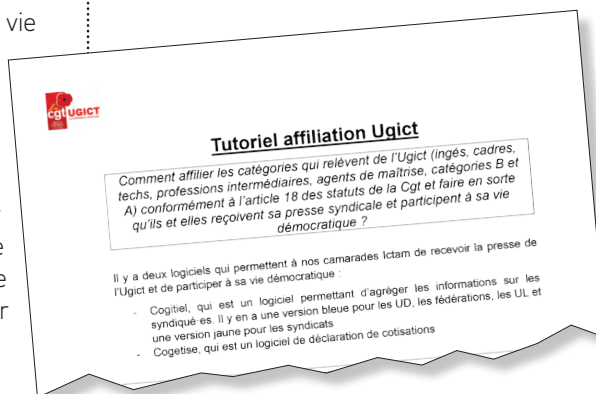 vie
e
e
r
cgt UGICT
Tutoriel affiliation Ugict
Comment affilier les catégories qui relèvent de l'Ugict (ingés, cadres,
techs, professions intermédiaires, agents de maîtrise, catégories B et
A) conformément à l'article 18 des statuts de la Cgt et faire en sorte
qu'ils et elles reçoivent sa presse syndicale et participent à sa vie
démocratique ?
Il y a deux logiciels qui permettent à nos camarades Ictam de recevoir la presse de
l'Ugict et de participer à sa vie démocratique :
- Cogitiel, qui est un logiciel permettant d'agréger les informations sur les
syndiqué·es. Il y en a une version bleue pour les UD, les fédérations, les UL et
une version jaune pour les syndicats
- Cogetise, qui est un logiciel de déclaration de cotisations